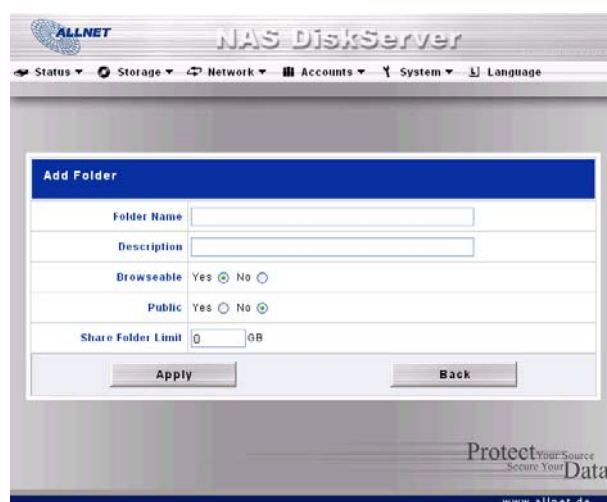 ALLNET
NAS DiskServer
Status Storage Network Accounts System Language
Add Folder
Folder Name
Description
Browseable Yes No
Public Yes No
Share Folder Limit 0 GB
Apply Back
Protect Your Source
Secure Your Data
www.allnet.de